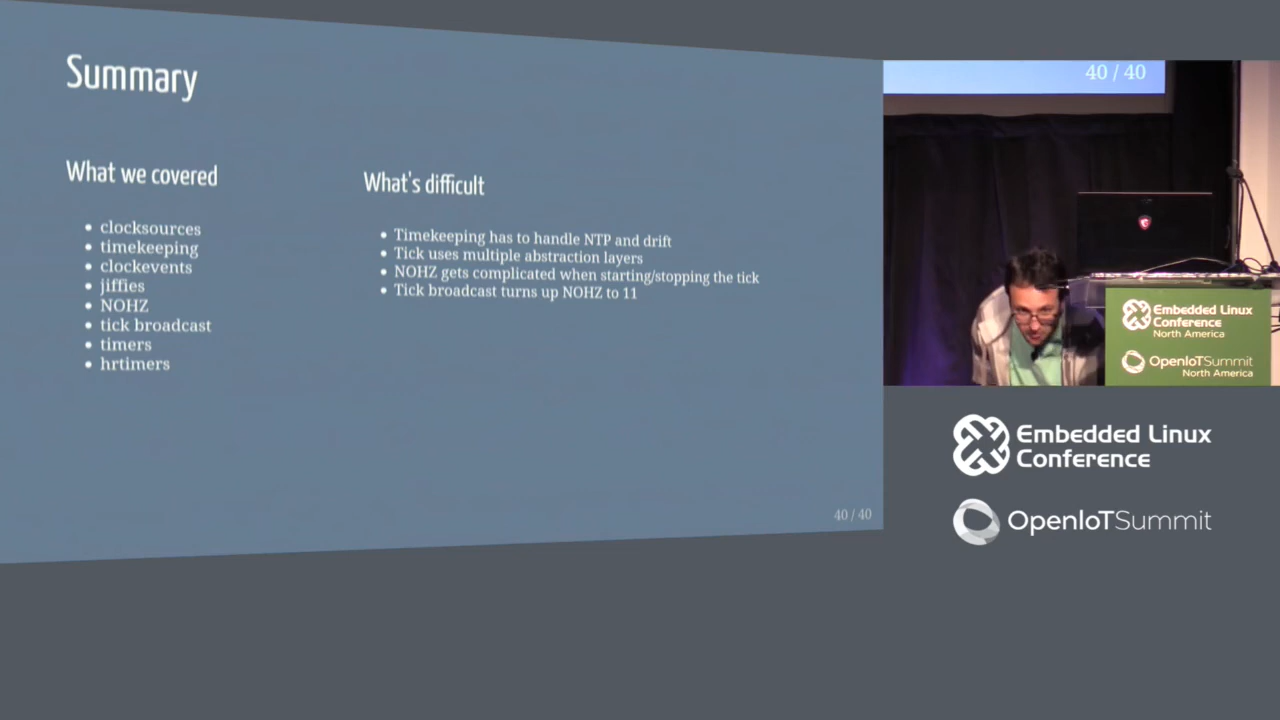 Summary
What we covered
clocksources
timekeeping
clockevents
jiffies
NOHZ
tick broadcast
timers
hrtimers
What's difficult
Timekeeping has to handle NTP and drift
Tick uses multiple abstraction layers
NOHZ gets complicated when starting/stopping the tick
Tick broadcast turns up NOHZ to 11
40 / 40
40 / 40
Embedded Linux
Conference
North America
OpenIoTSummit
North America
Embedded Linux
Conference
OpenIoTSummit